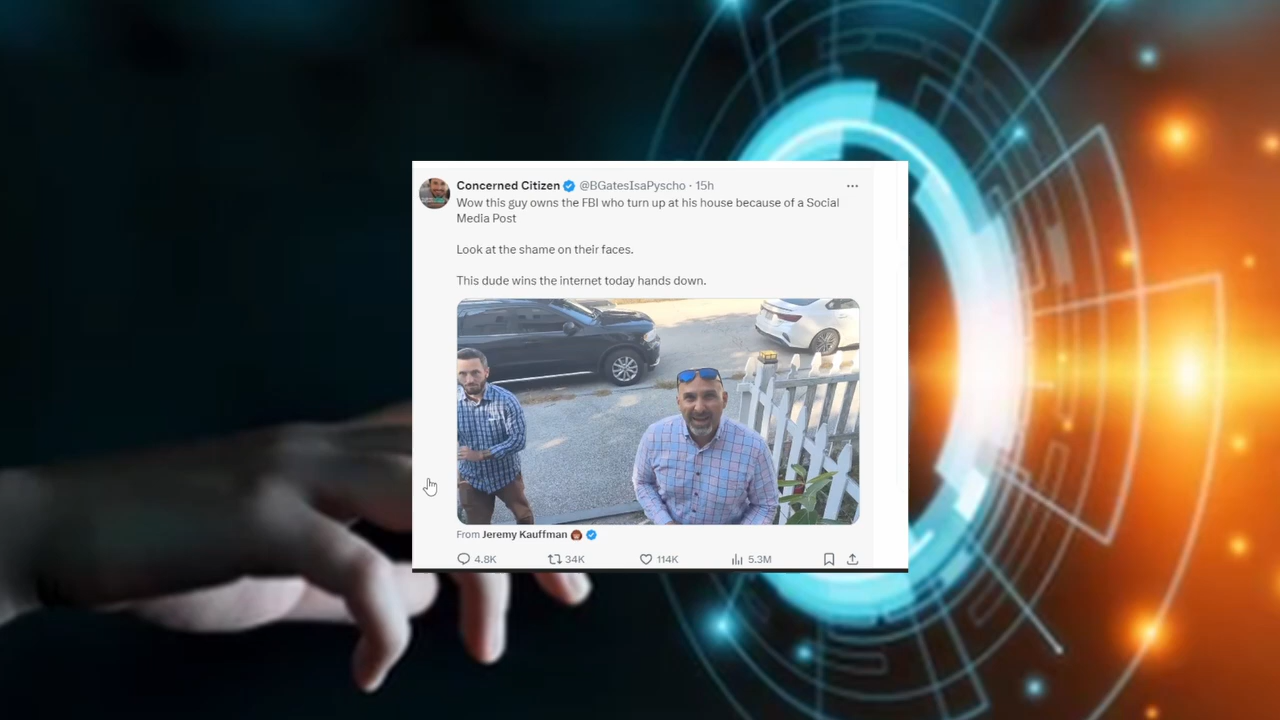 Concerned Citizen @BGatesIsaPyscho · 15h
Wow this guy owns the FBI who turn up at his house because of a Social
Media Post
Look at the shame on their faces.
This dude wins the internet today hands down.
From Jeremy Kauffman
4.8K 34K 114K 5.3M